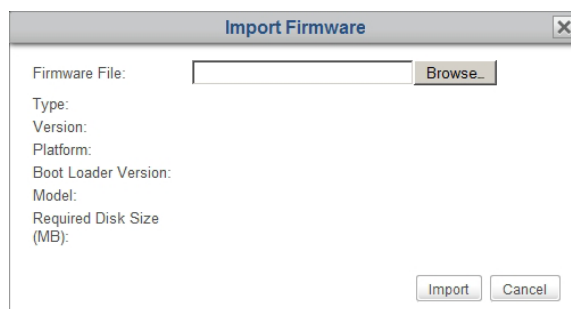 Import Firmware
Firmware File:
Browse...
Type:
Version:
Platform:
Boot Loader Version:
Model:
Required Disk Size
(MB):
Import Cancel